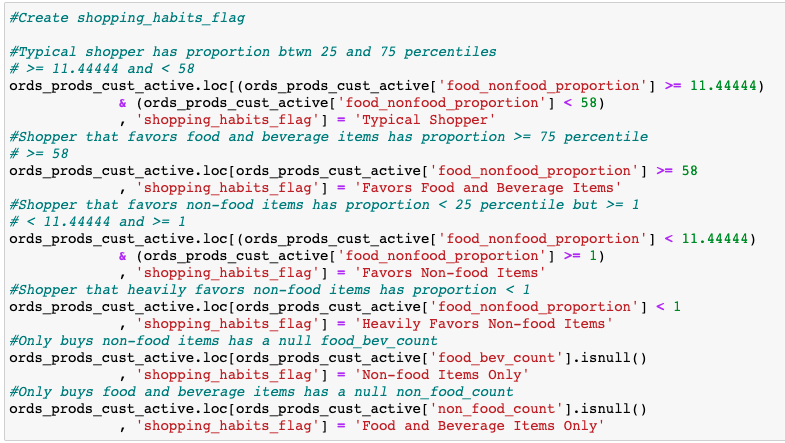 #Create shopping_habits_flag

#Typical shopper has proportion btwn 25 and 75 percentiles
# >= 11.44444 and < 58
ords_prods_cust_active.loc[(ords_prods_cust_active['food_nonfood_proportion'] >= 11.44444)
             & (ords_prods_cust_active['food_nonfood_proportion'] < 58)
             , 'shopping_habits_flag'] = 'Typical Shopper'
#Shopper that favors food and beverage items has proportion >= 75 percentile
# >= 58
ords_prods_cust_active.loc[ords_prods_cust_active['food_nonfood_proportion'] >= 58
             , 'shopping_habits_flag'] = 'Favors Food and Beverage Items'
#Shopper that favors non-food items has proportion < 25 percentile but >= 1
# < 11.44444 and >= 1
ords_prods_cust_active.loc[(ords_prods_cust_active['food_nonfood_proportion'] < 11.44444)
             & (ords_prods_cust_active['food_nonfood_proportion'] >= 1)
             , 'shopping_habits_flag'] = 'Favors Non-food Items'
#Shopper that heavily favors non-food items has proportion < 1
ords_prods_cust_active.loc[ords_prods_cust_active['food_nonfood_proportion'] < 1
             , 'shopping_habits_flag'] = 'Heavily Favors Non-food Items'
#Only buys non-food items has a null food_bev_count
ords_prods_cust_active.loc[ords_prods_cust_active['food_bev_count'].isnull()
             , 'shopping_habits_flag'] = 'Non-food Items Only'
#Only buys food and beverage items has a null non_food_count
ords_prods_cust_active.loc[ords_prods_cust_active['non_food_count'].isnull()
             , 'shopping_habits_flag'] = 'Food and Beverage Items Only'